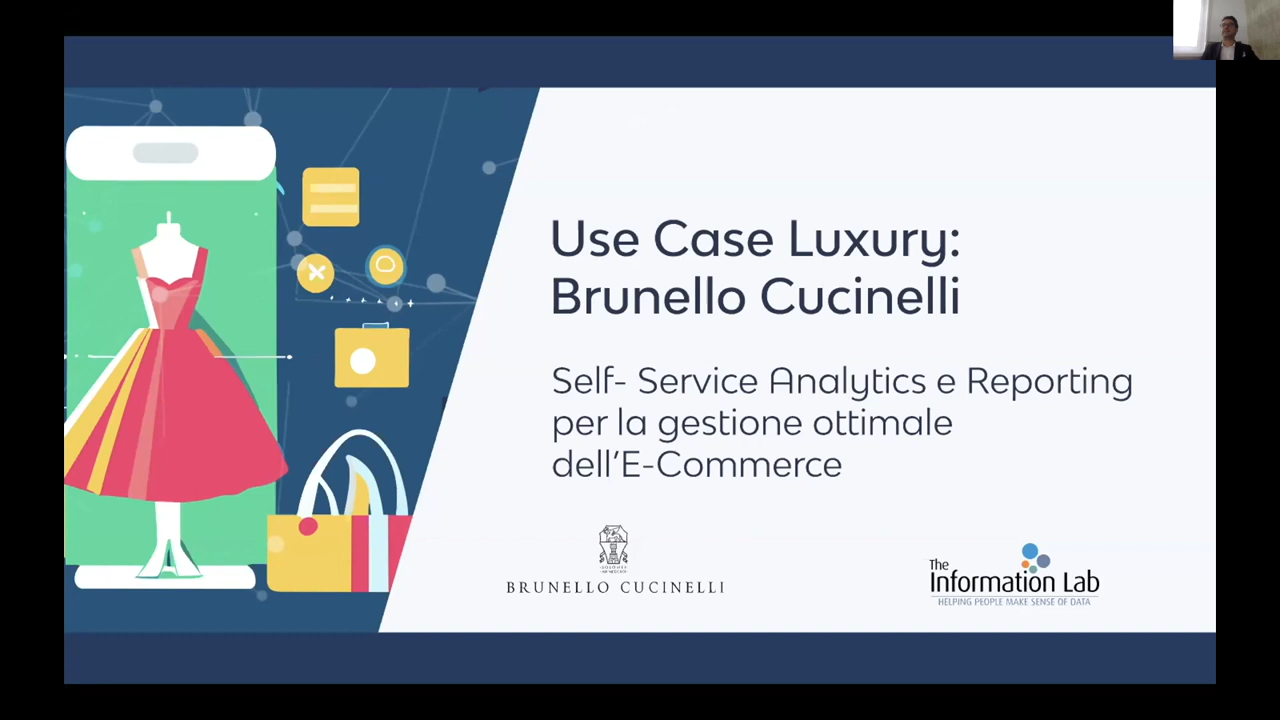 Use Case Luxury:
Brunello Cucinelli
Self- Service Analytics e Reporting
per la gestione ottimale
dell'E-Commerce
BRUNELLO CUCINELLI
The
Information Lab
HELPING PEOPLE MAKE SENSE OF DATA